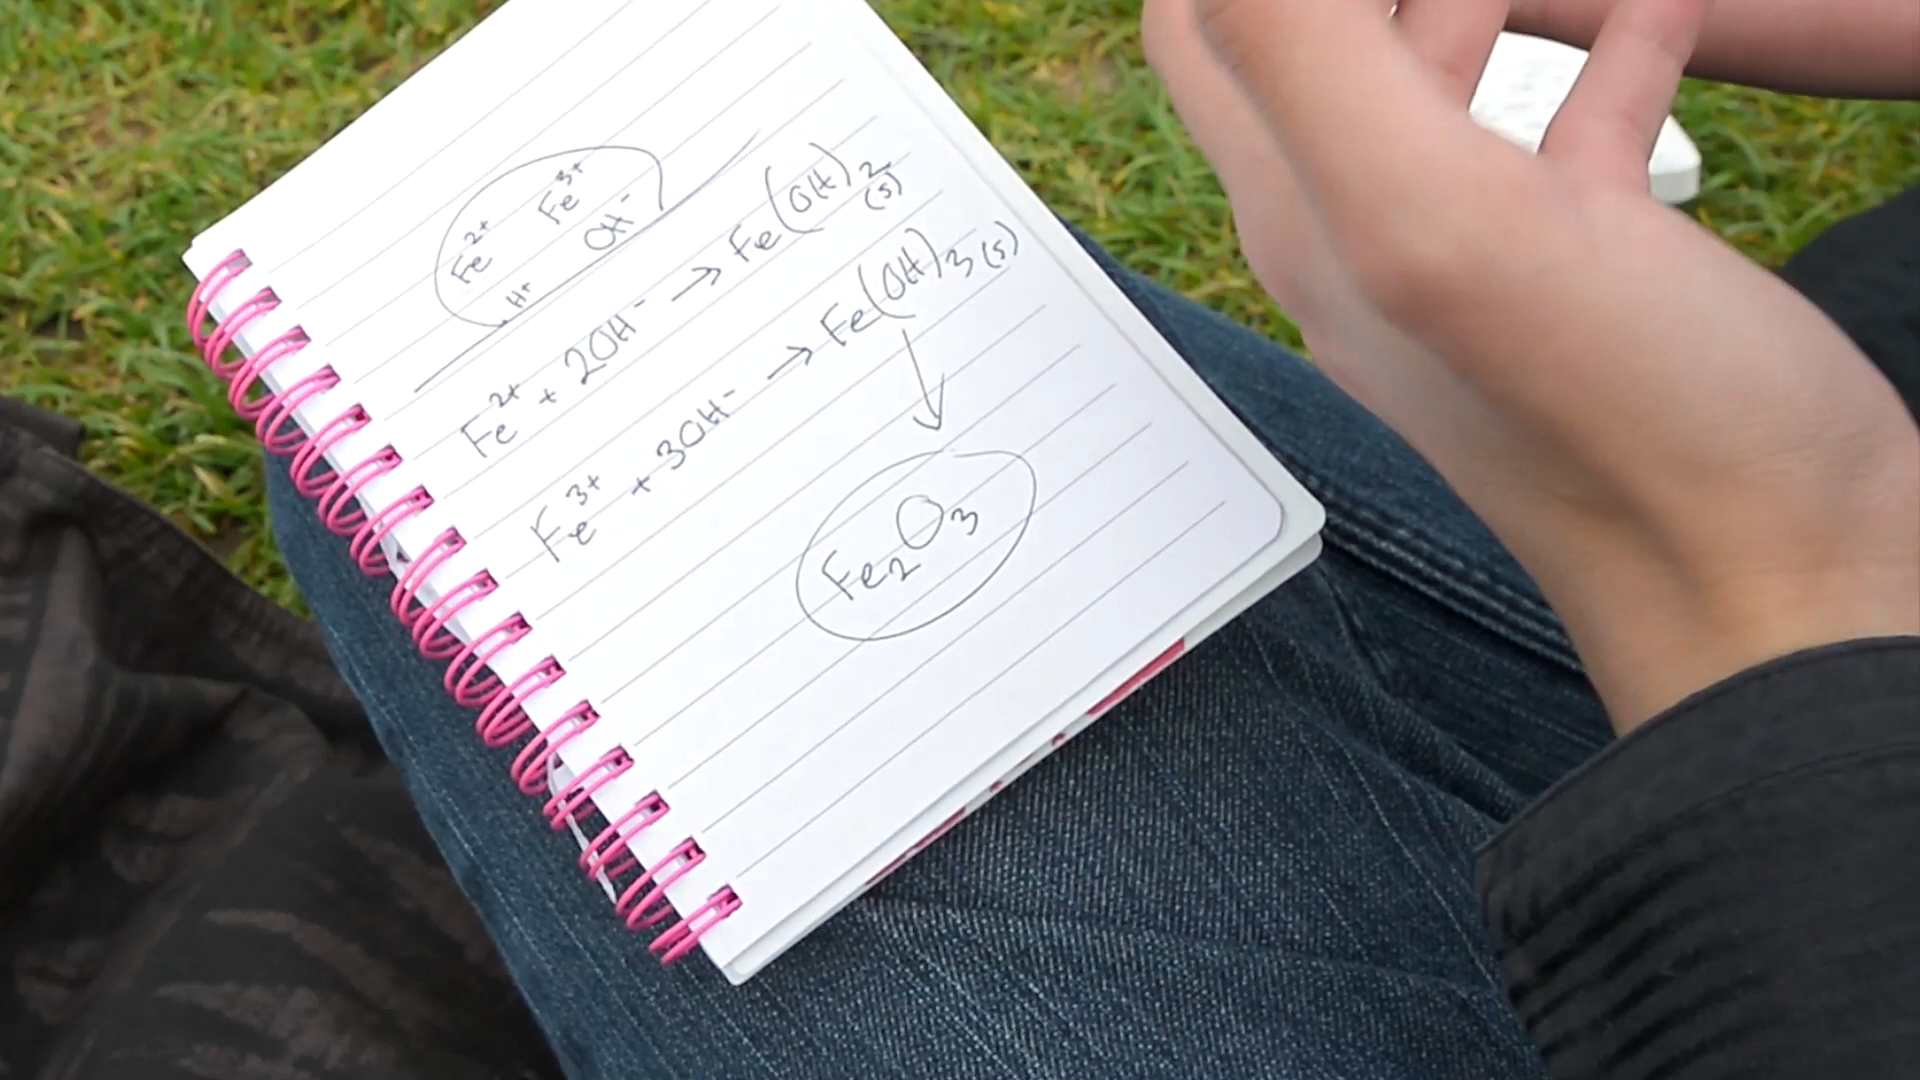 Fe²⁺ Fe³⁺
H⁺ OH⁻
Fe²⁺ + 2OH⁻ → Fe(OH)₂ (s)
Fe³⁺ + 3OH⁻ → Fe(OH)₃ (s)
↓
Fe₂O₃